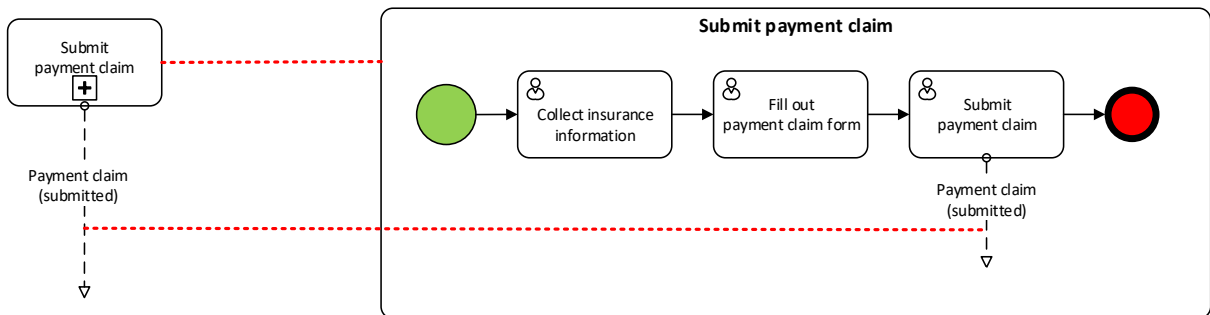 Submit
payment claim
Payment claim
(submitted)
Submit payment claim
Collect insurance
information
Fill out
payment claim form
Submit
payment claim
Payment claim
(submitted)